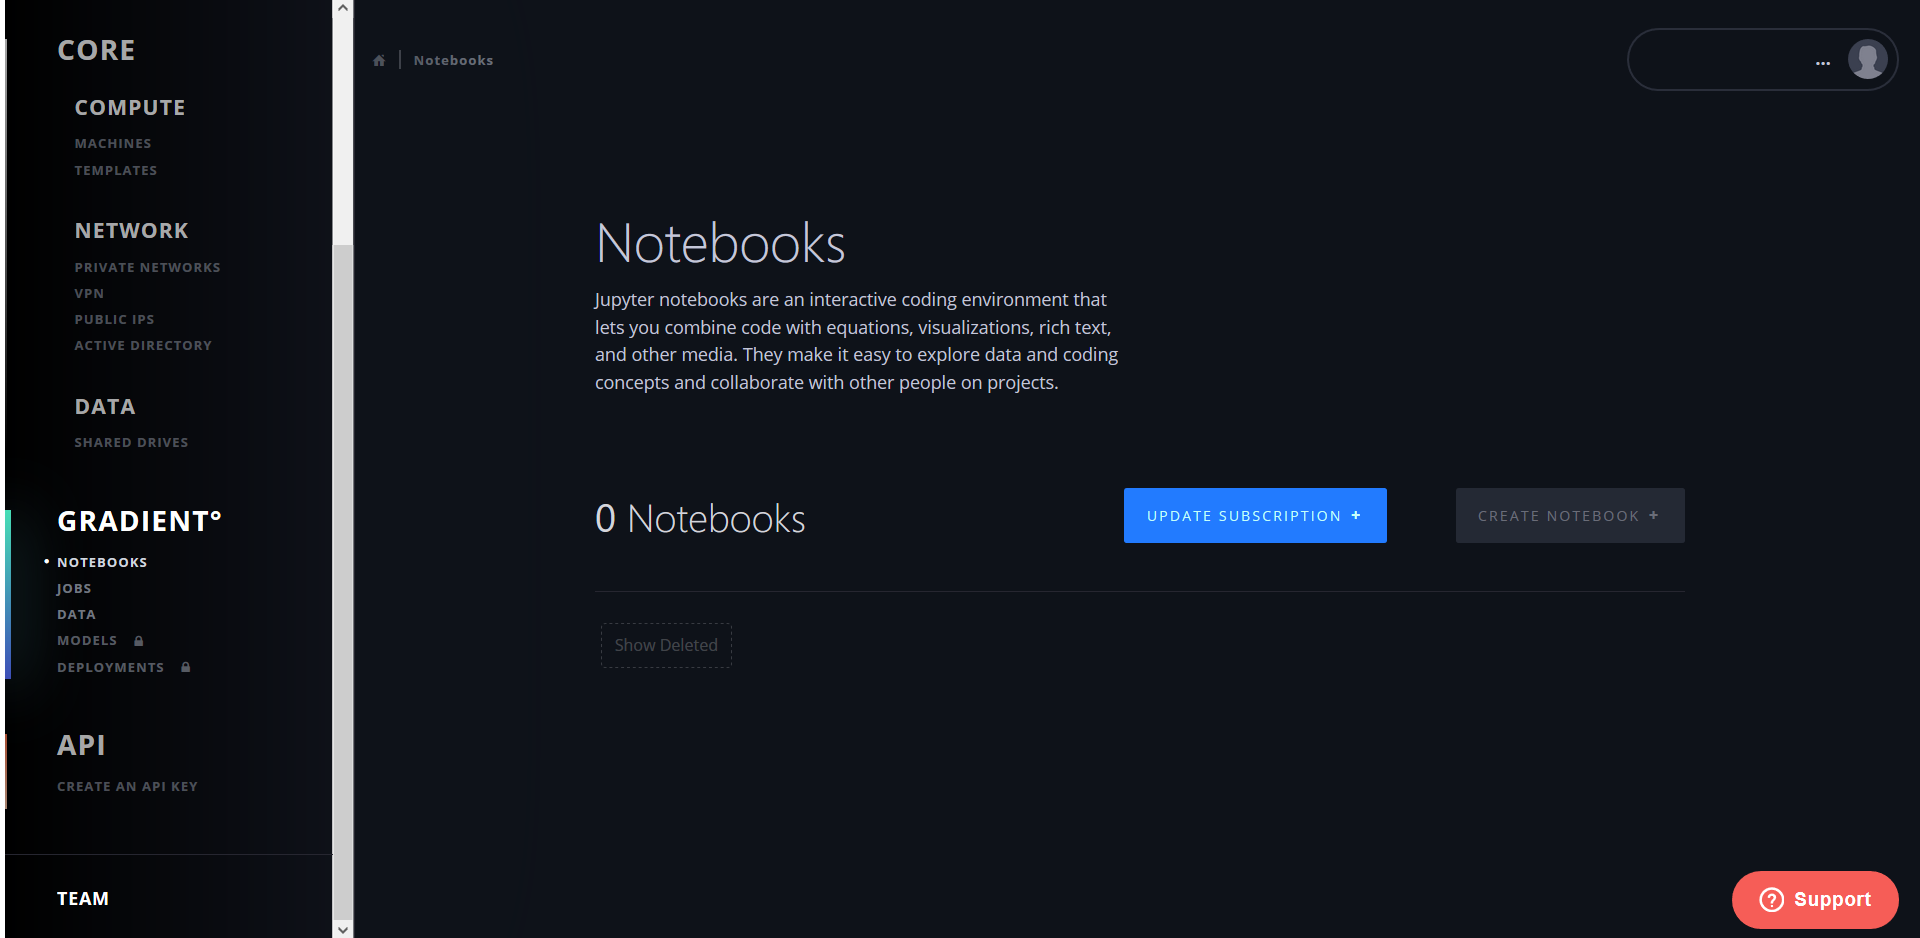 CORE
COMPUTE
MACHINES
TEMPLATES
NETWORK
PRIVATE NETWORKS
VPN
PUBLIC IPS
ACTIVE DIRECTORY
DATA
SHARED DRIVES
GRADIENT°
• NOTEBOOKS
JOBS
DATA
MODELS
DEPLOYMENTS
API
CREATE AN API KEY
TEAM
Notebooks
...
Notebooks
Jupyter notebooks are an interactive coding environment that
lets you combine code with equations, visualizations, rich text,
and other media. They make it easy to explore data and coding
concepts and collaborate with other people on projects.
0 Notebooks
UPDATE SUBSCRIPTION +
CREATE NOTEBOOK +
Show Deleted
? Support